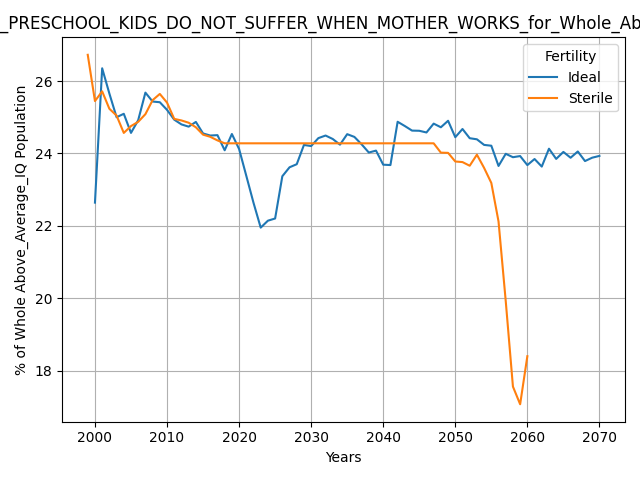 _PRESCHOOL_KIDS_DO_NOT_SUFFER_WHEN_MOTHER_WORKS_for_Whole_Ab
Fertility
Ideal
Sterile
% of Whole Above_Average_IQ Population
26
24
22
20
18
2000 2010 2020 2030 2040 2050 2060 2070
Years